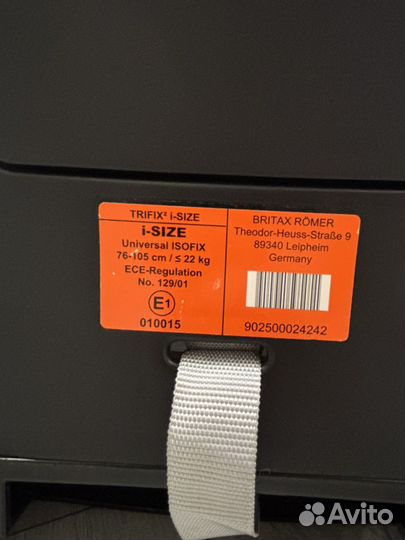 TRIFIX² i-SIZE
i-SIZE
Universal ISOFIX
76-105 cm / ≤ 22 kg
ECE-Regulation
No. 129/01
E1
010015
BRITAX RÖMER
Theodor-Heuss-Straße 9
89340 Leipheim
Germany
902500024242
Avito